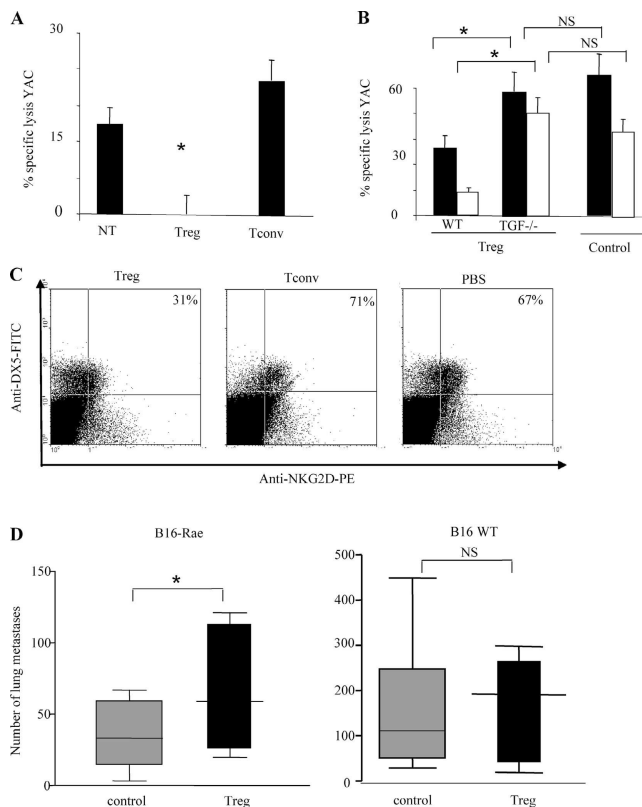 A
% specific lysis YAC
30
15
0
*
NT Treg Tconv
B
% specific lysis YAC
60
30
0
* NS
* NS
WT TGF-/-
Treg Control
C
Treg Tconv PBS
31% 71% 67%
Anti-DX5-FITC
Anti-NKG2D-PE
D
B16-Rae
Number of lung metastases
150
100
50
0
*
control Treg
B16 WT
500
400
300
200
100
0
NS
control Treg